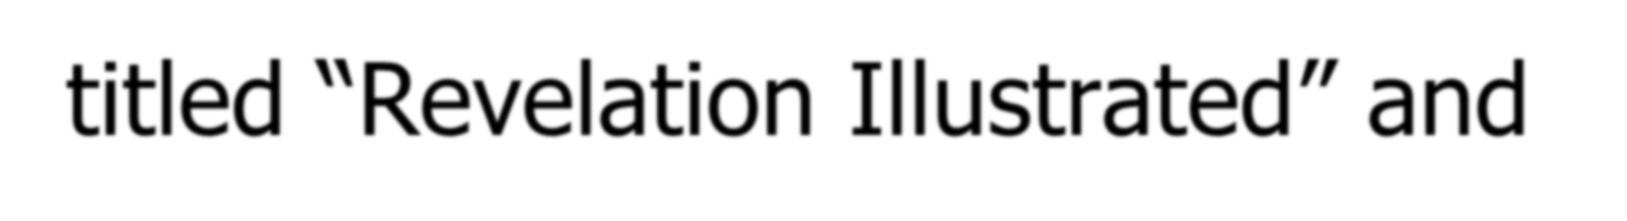 titled “Revelation Illustrated” and